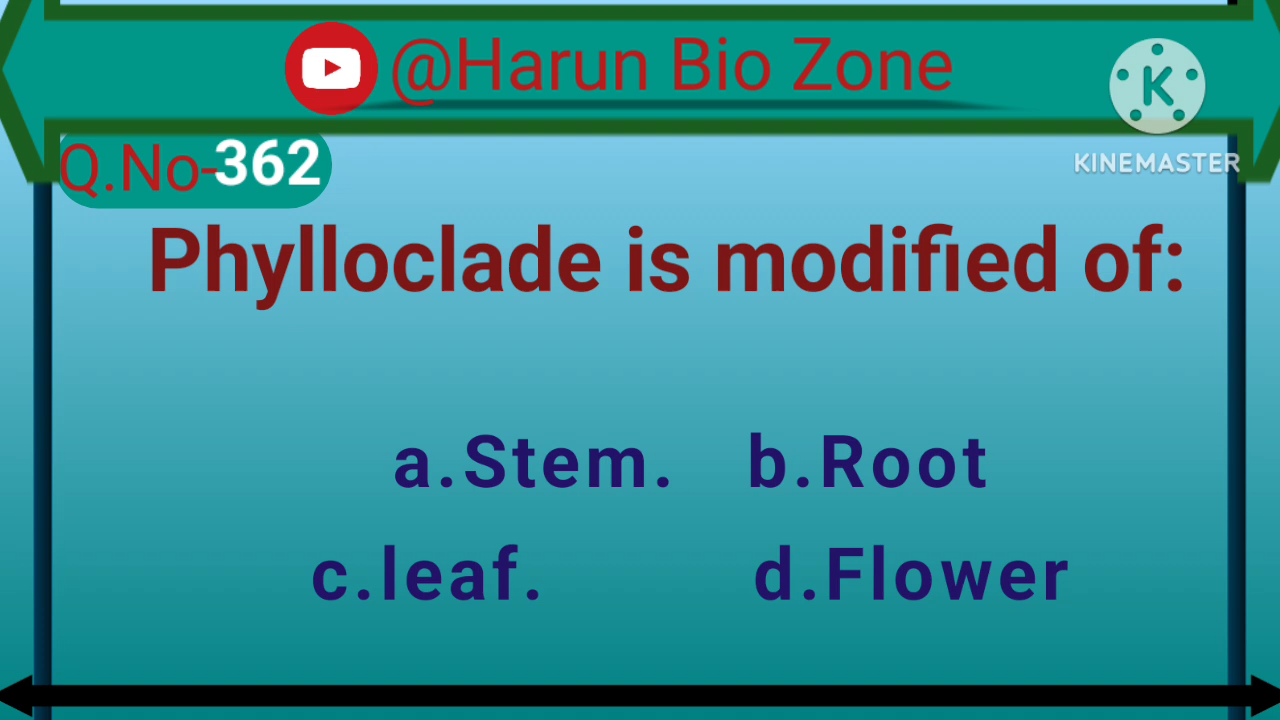 @Harun Bio Zone
KINEMASTER
Q.No-362
Phylloclade is modified of:
a.Stem. b.Root
c.leaf. d.Flower